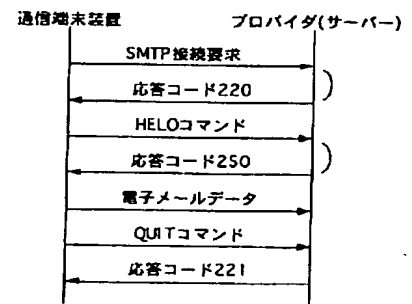 通信端末装置
プロバイダ(サーバー)
SMTP接続要求
応答コード220
HELOコマンド
応答コード250
電子メールデータ
QUITコマンド
応答コード221